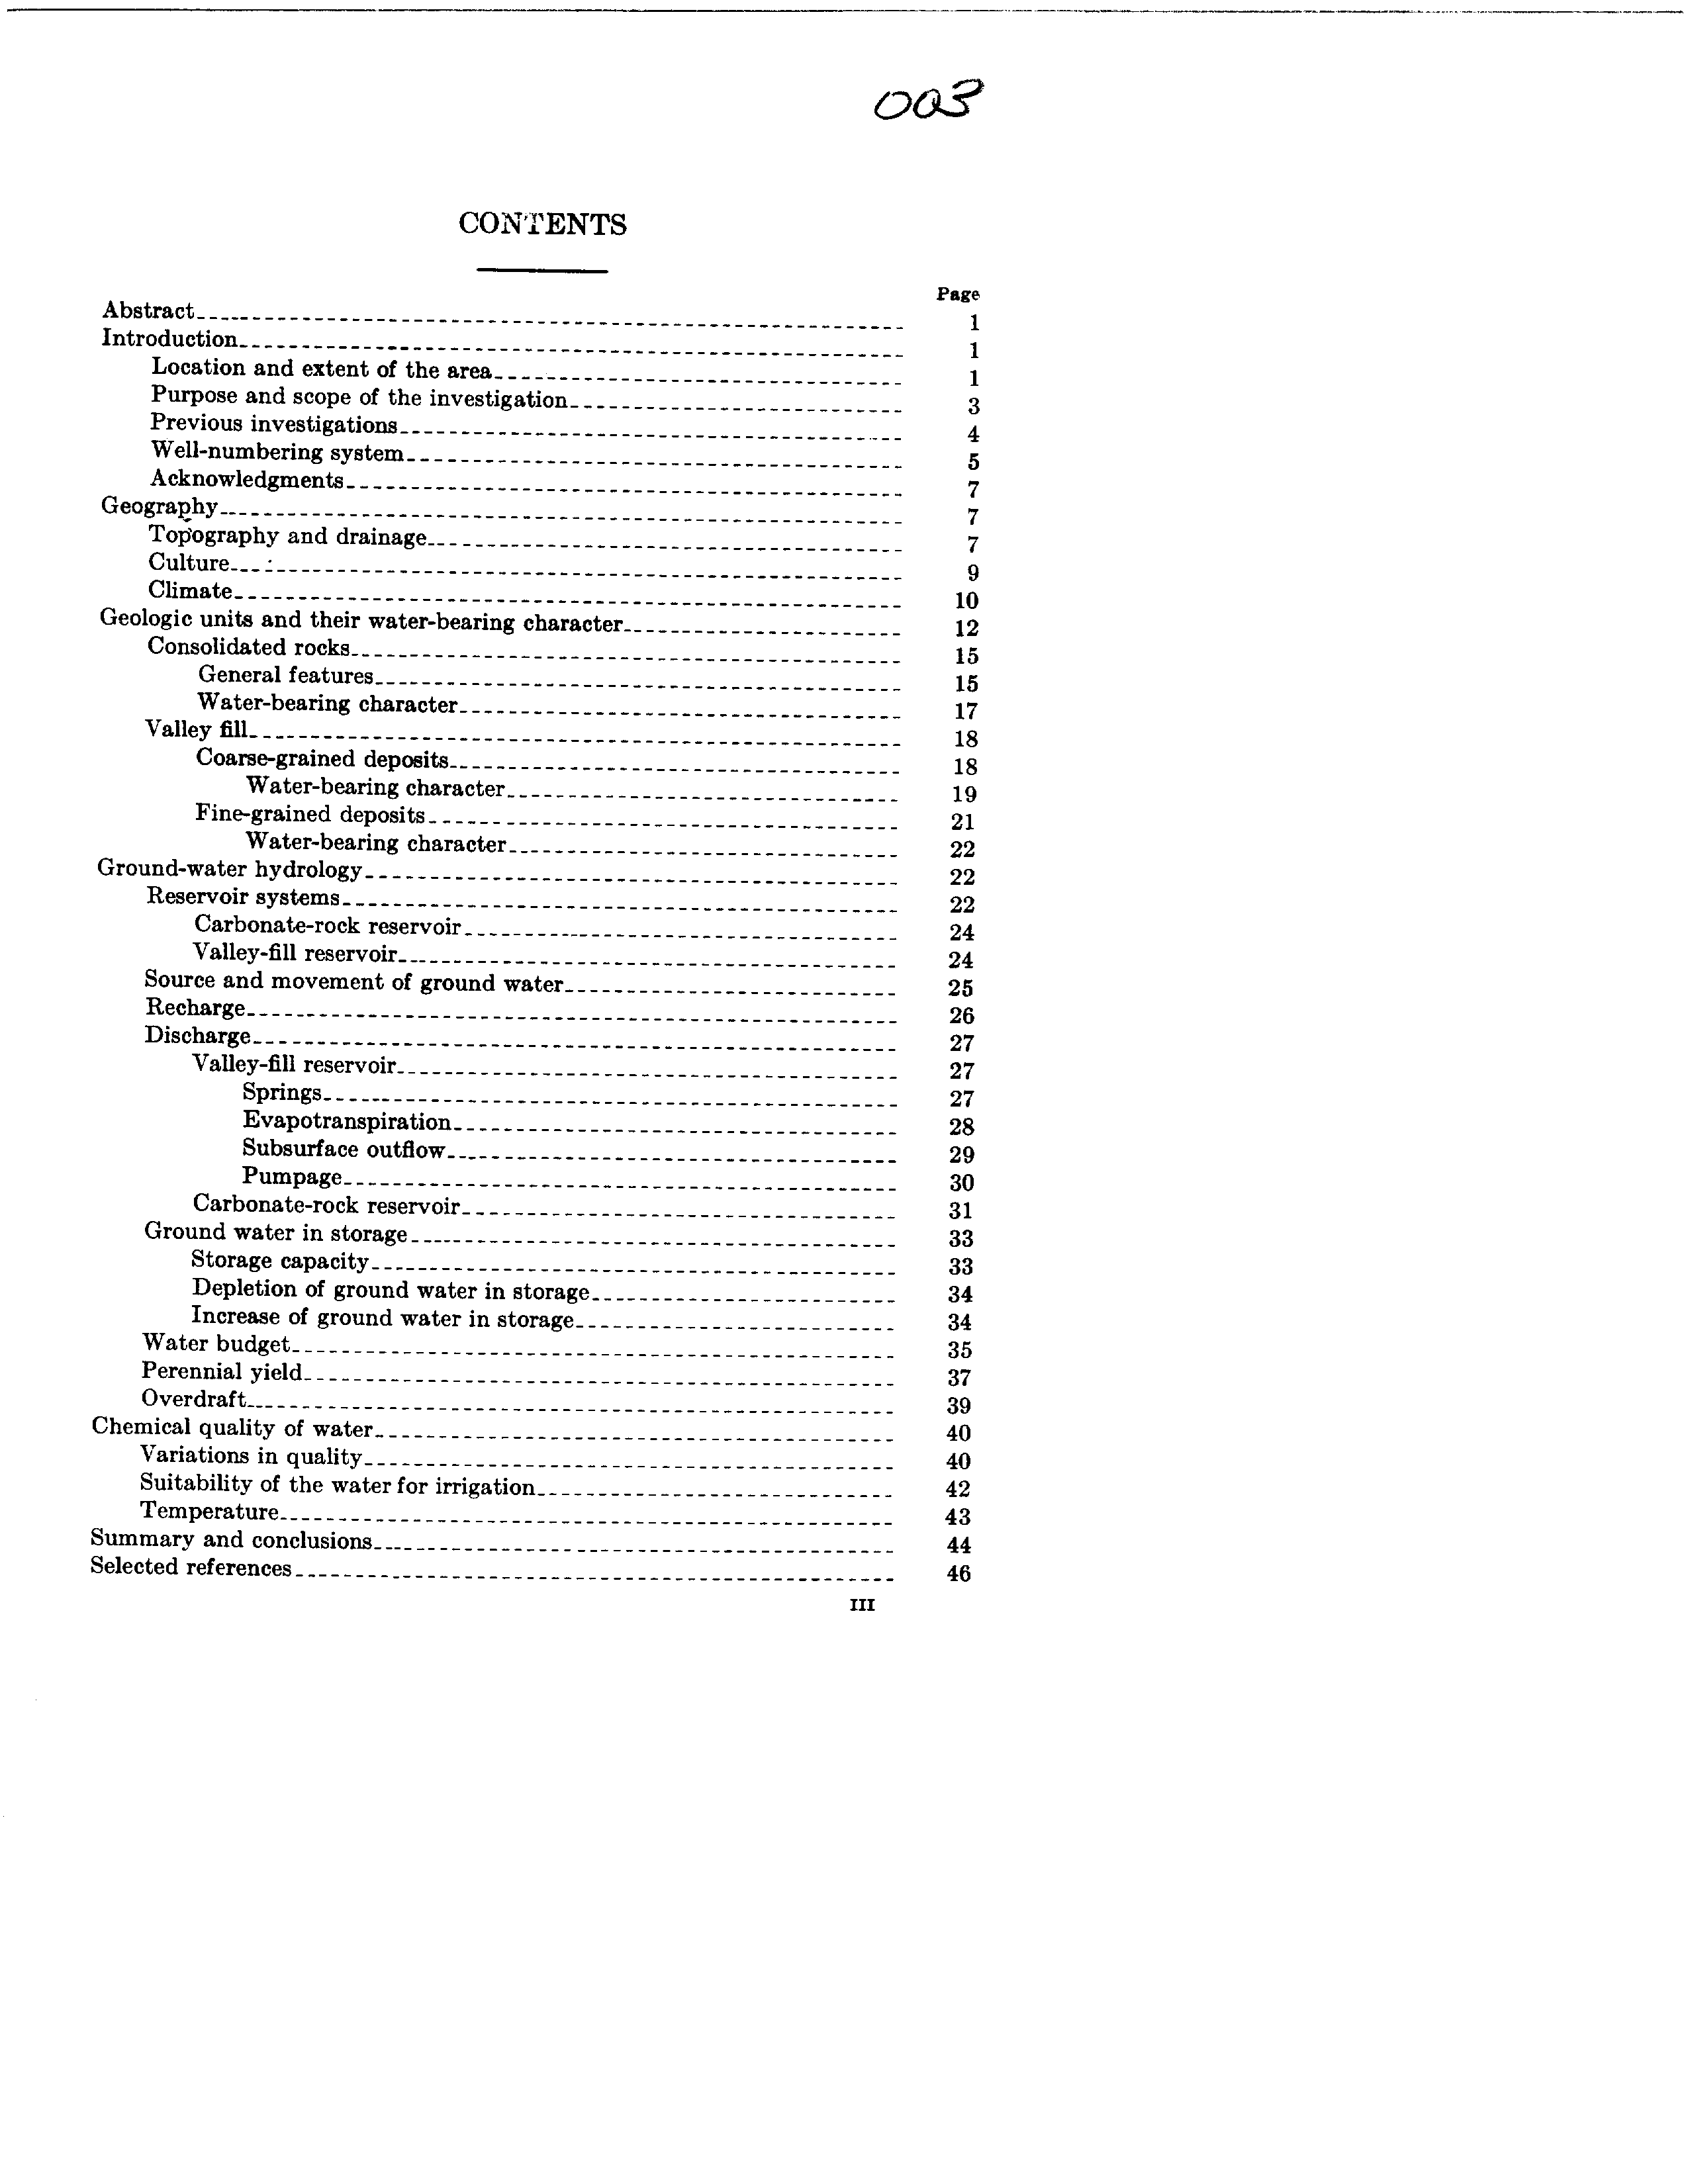 003
CONTENTS
Page
Abstract 1
Introduction 1
Location and extent of the area 1
Purpose and scope of the investigation 3
Previous investigations 4
Well-numbering system 5
Acknowledgments 7
Geography 7
Topography and drainage 7
Culture 9
Climate 10
Geologic units and their water-bearing character 12
Consolidated rocks 15
General features 15
Water-bearing character 17
Valley fill 18
Coarse-grained deposits 18
Water-bearing character 19
Fine-grained deposits 21
Water-bearing character 22
Ground-water hydrology 22
Reservoir systems 22
Carbonate-rock reservoir 24
Valley-fill reservoir 24
Source and movement of ground water 25
Recharge 26
Discharge 27
Valley-fill reservoir 27
Springs 27
Evapotranspiration 28
Subsurface outflow 29
Pumpage 30
Carbonate-rock reservoir 31
Ground water in storage 33
Storage capacity 33
Depletion of ground water in storage 34
Increase of ground water in storage 34
Water budget 35
Perennial yield 37
Overdraft 39
Chemical quality of water 40
Variations in quality 40
Suitability of the water for irrigation 42
Temperature 43
Summary and conclusions 44
Selected references 46
III